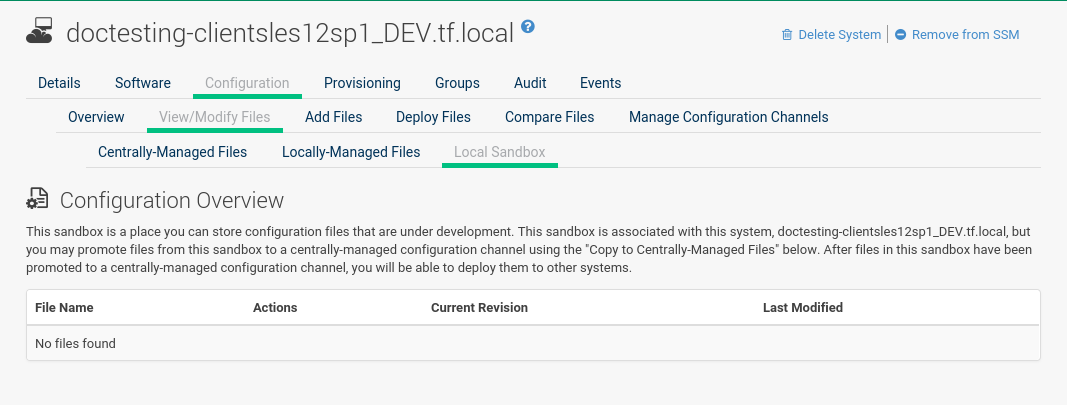 doctesting-clientsles12sp1_DEV.tf.local ?
Delete System | Remove from SSM
Details Software Configuration Provisioning Groups Audit Events
Overview View/Modify Files Add Files Deploy Files Compare Files Manage Configuration Channels
Centrally-Managed Files Locally-Managed Files Local Sandbox
Configuration Overview
This sandbox is a place you can store configuration files that are under development. This sandbox is associated with this system, doctesting-clientsles12sp1_DEV.tf.local, but
you may promote files from this sandbox to a centrally-managed configuration channel using the "Copy to Centrally-Managed Files" below. After files in this sandbox have been
promoted to a centrally-managed configuration channel, you will be able to deploy them to other systems.
File Name Actions Current Revision Last Modified
No files found